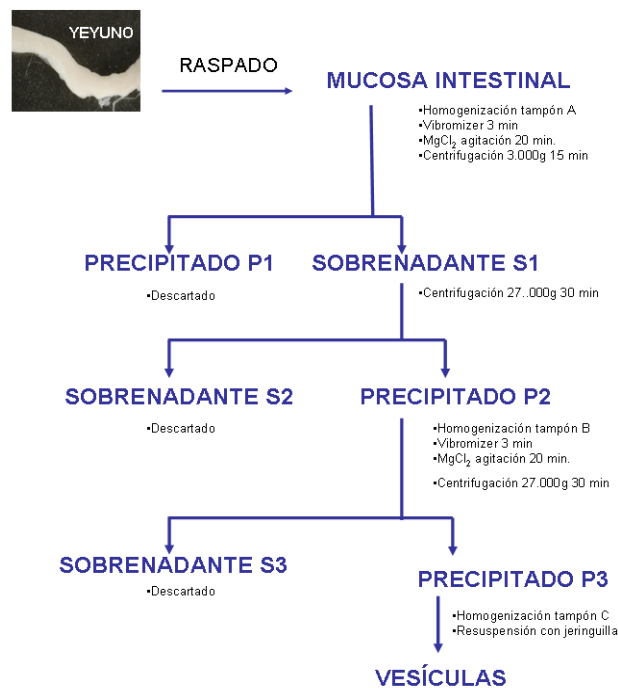 YEYUNO
RASPADO
MUCOSA INTESTINAL
•Homogenización tampón A
•Vibromizer 3 min
•MgCl₂ agitación 20 min.
•Centrifugación 3.000g 15 min
PRECIPITADO P1
•Descartado
SOBRENADANTE S1
•Centrifugación 27..000g 30 min
SOBRENADANTE S2
•Descartado
PRECIPITADO P2
•Homogenización tampón B
•Vibromizer 3 min
•MgCl₂ agitación 20 min.
•Centrifugación 27.000g 30 min
SOBRENADANTE S3
•Descartado
PRECIPITADO P3
•Homogenización tampón C
•Resuspensión con jeringuilla
VESÍCULAS